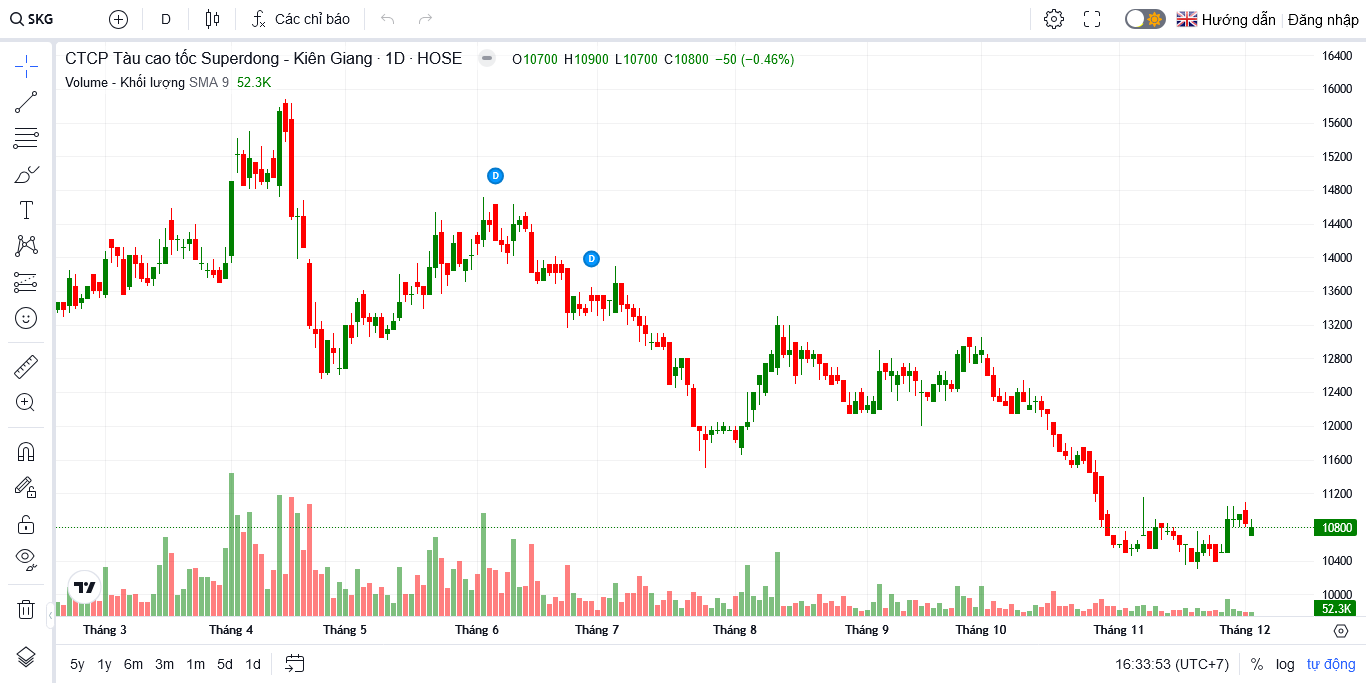 SKG D Các chỉ báo Hướng dẫn Đăng nhập
CTCP Tàu cao tốc Superdong - Kiên Giang · 1D · HOSE O10700 H10900 L10700 C10800 −50 (−0.46%)
Volume - Khối lượng SMA 9 52.3K
D
D
16400
16000
15600
15200
14800
14400
14000
13600
13200
12800
12400
12000
11600
11200
10800
10400
10000
52.3K
Tháng 3 Tháng 4 Tháng 5 Tháng 6 Tháng 7 Tháng 8 Tháng 9 Tháng 10 Tháng 11 Tháng 12
5y 1y 6m 3m 1m 5d 1d 16:33:53 (UTC+7) % log tự động